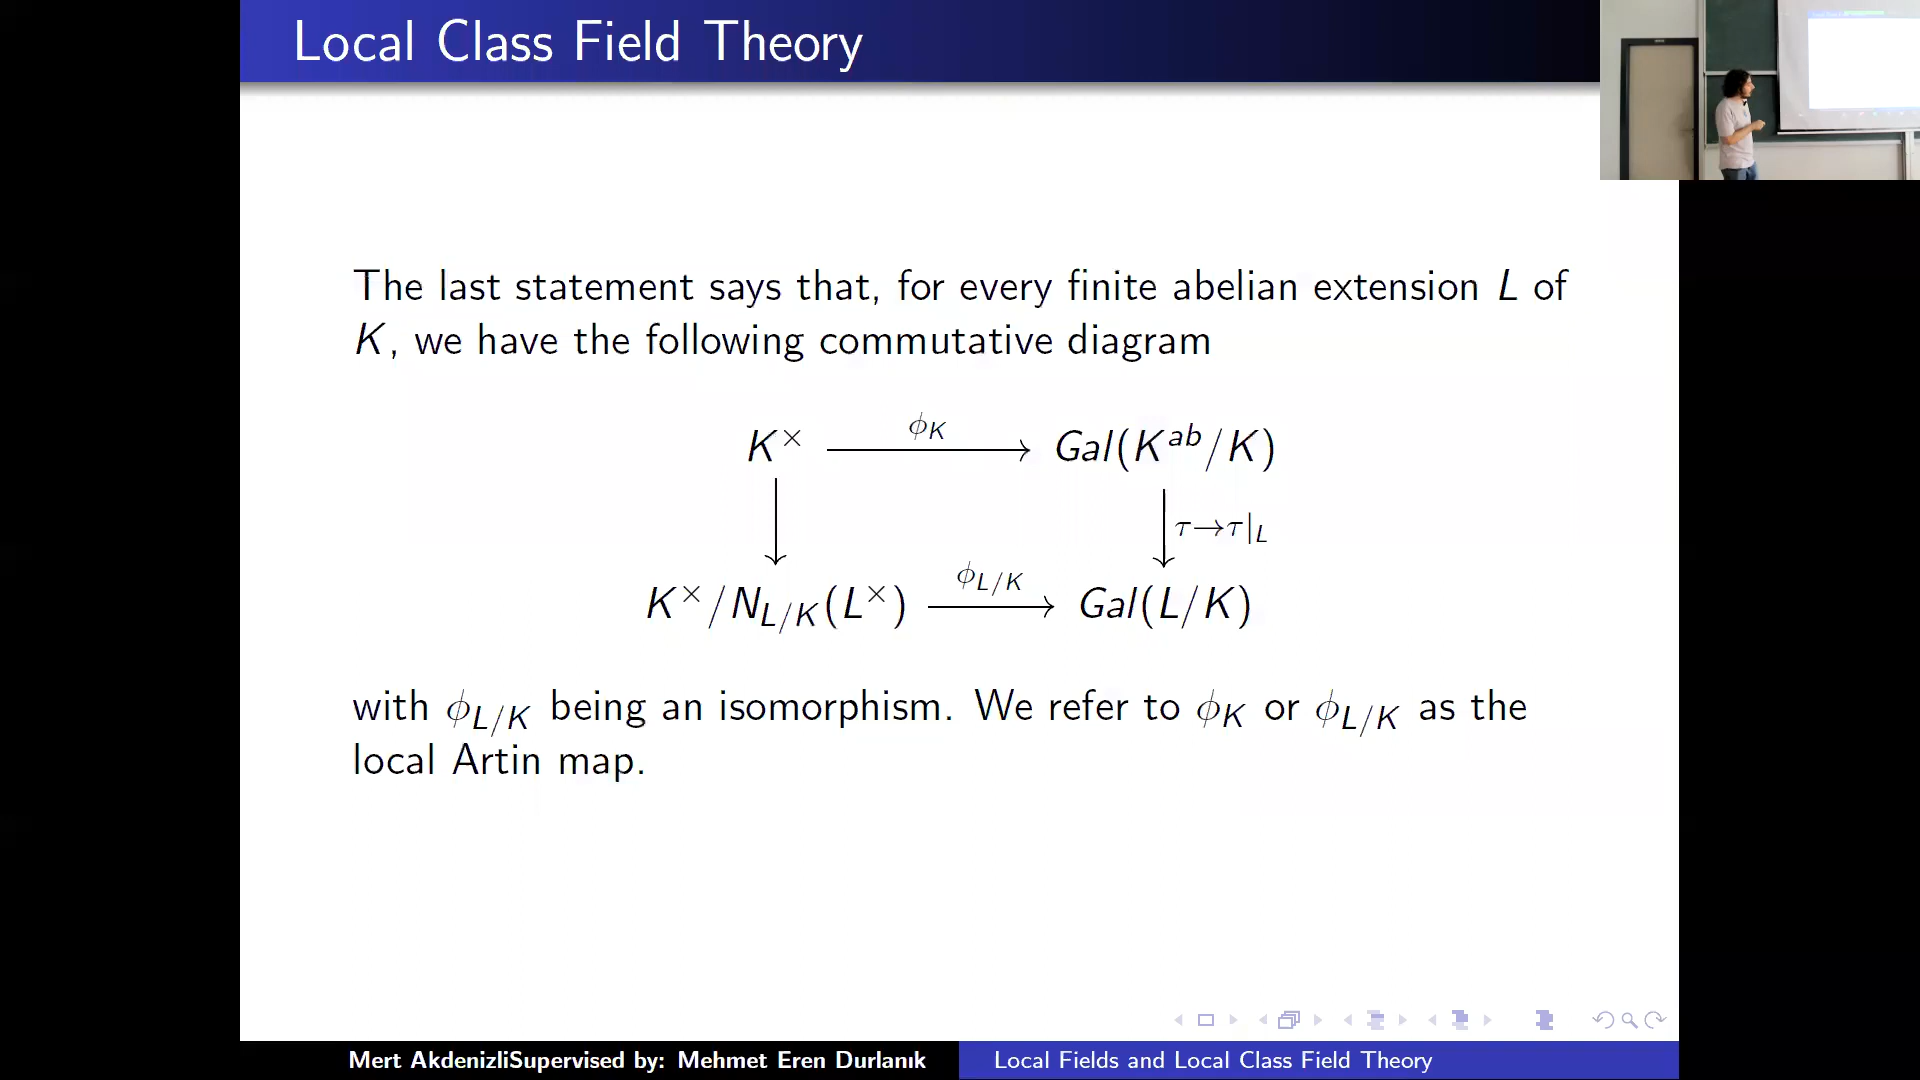 Local Class Field Theory
The last statement says that, for every finite abelian extension L of
K, we have the following commutative diagram
K^× \xrightarrow{ϕ_K} Gal(K^{ab}/K)
τ→τ|_L
K^×/N_{L/K}(L^×) \xrightarrow{ϕ_{L/K}} Gal(L/K)
with ϕ_{L/K} being an isomorphism. We refer to ϕ_K or ϕ_{L/K} as the
local Artin map.
Mert AkdenizliSupervised by: Mehmet Eren Durlanık
Local Fields and Local Class Field Theory